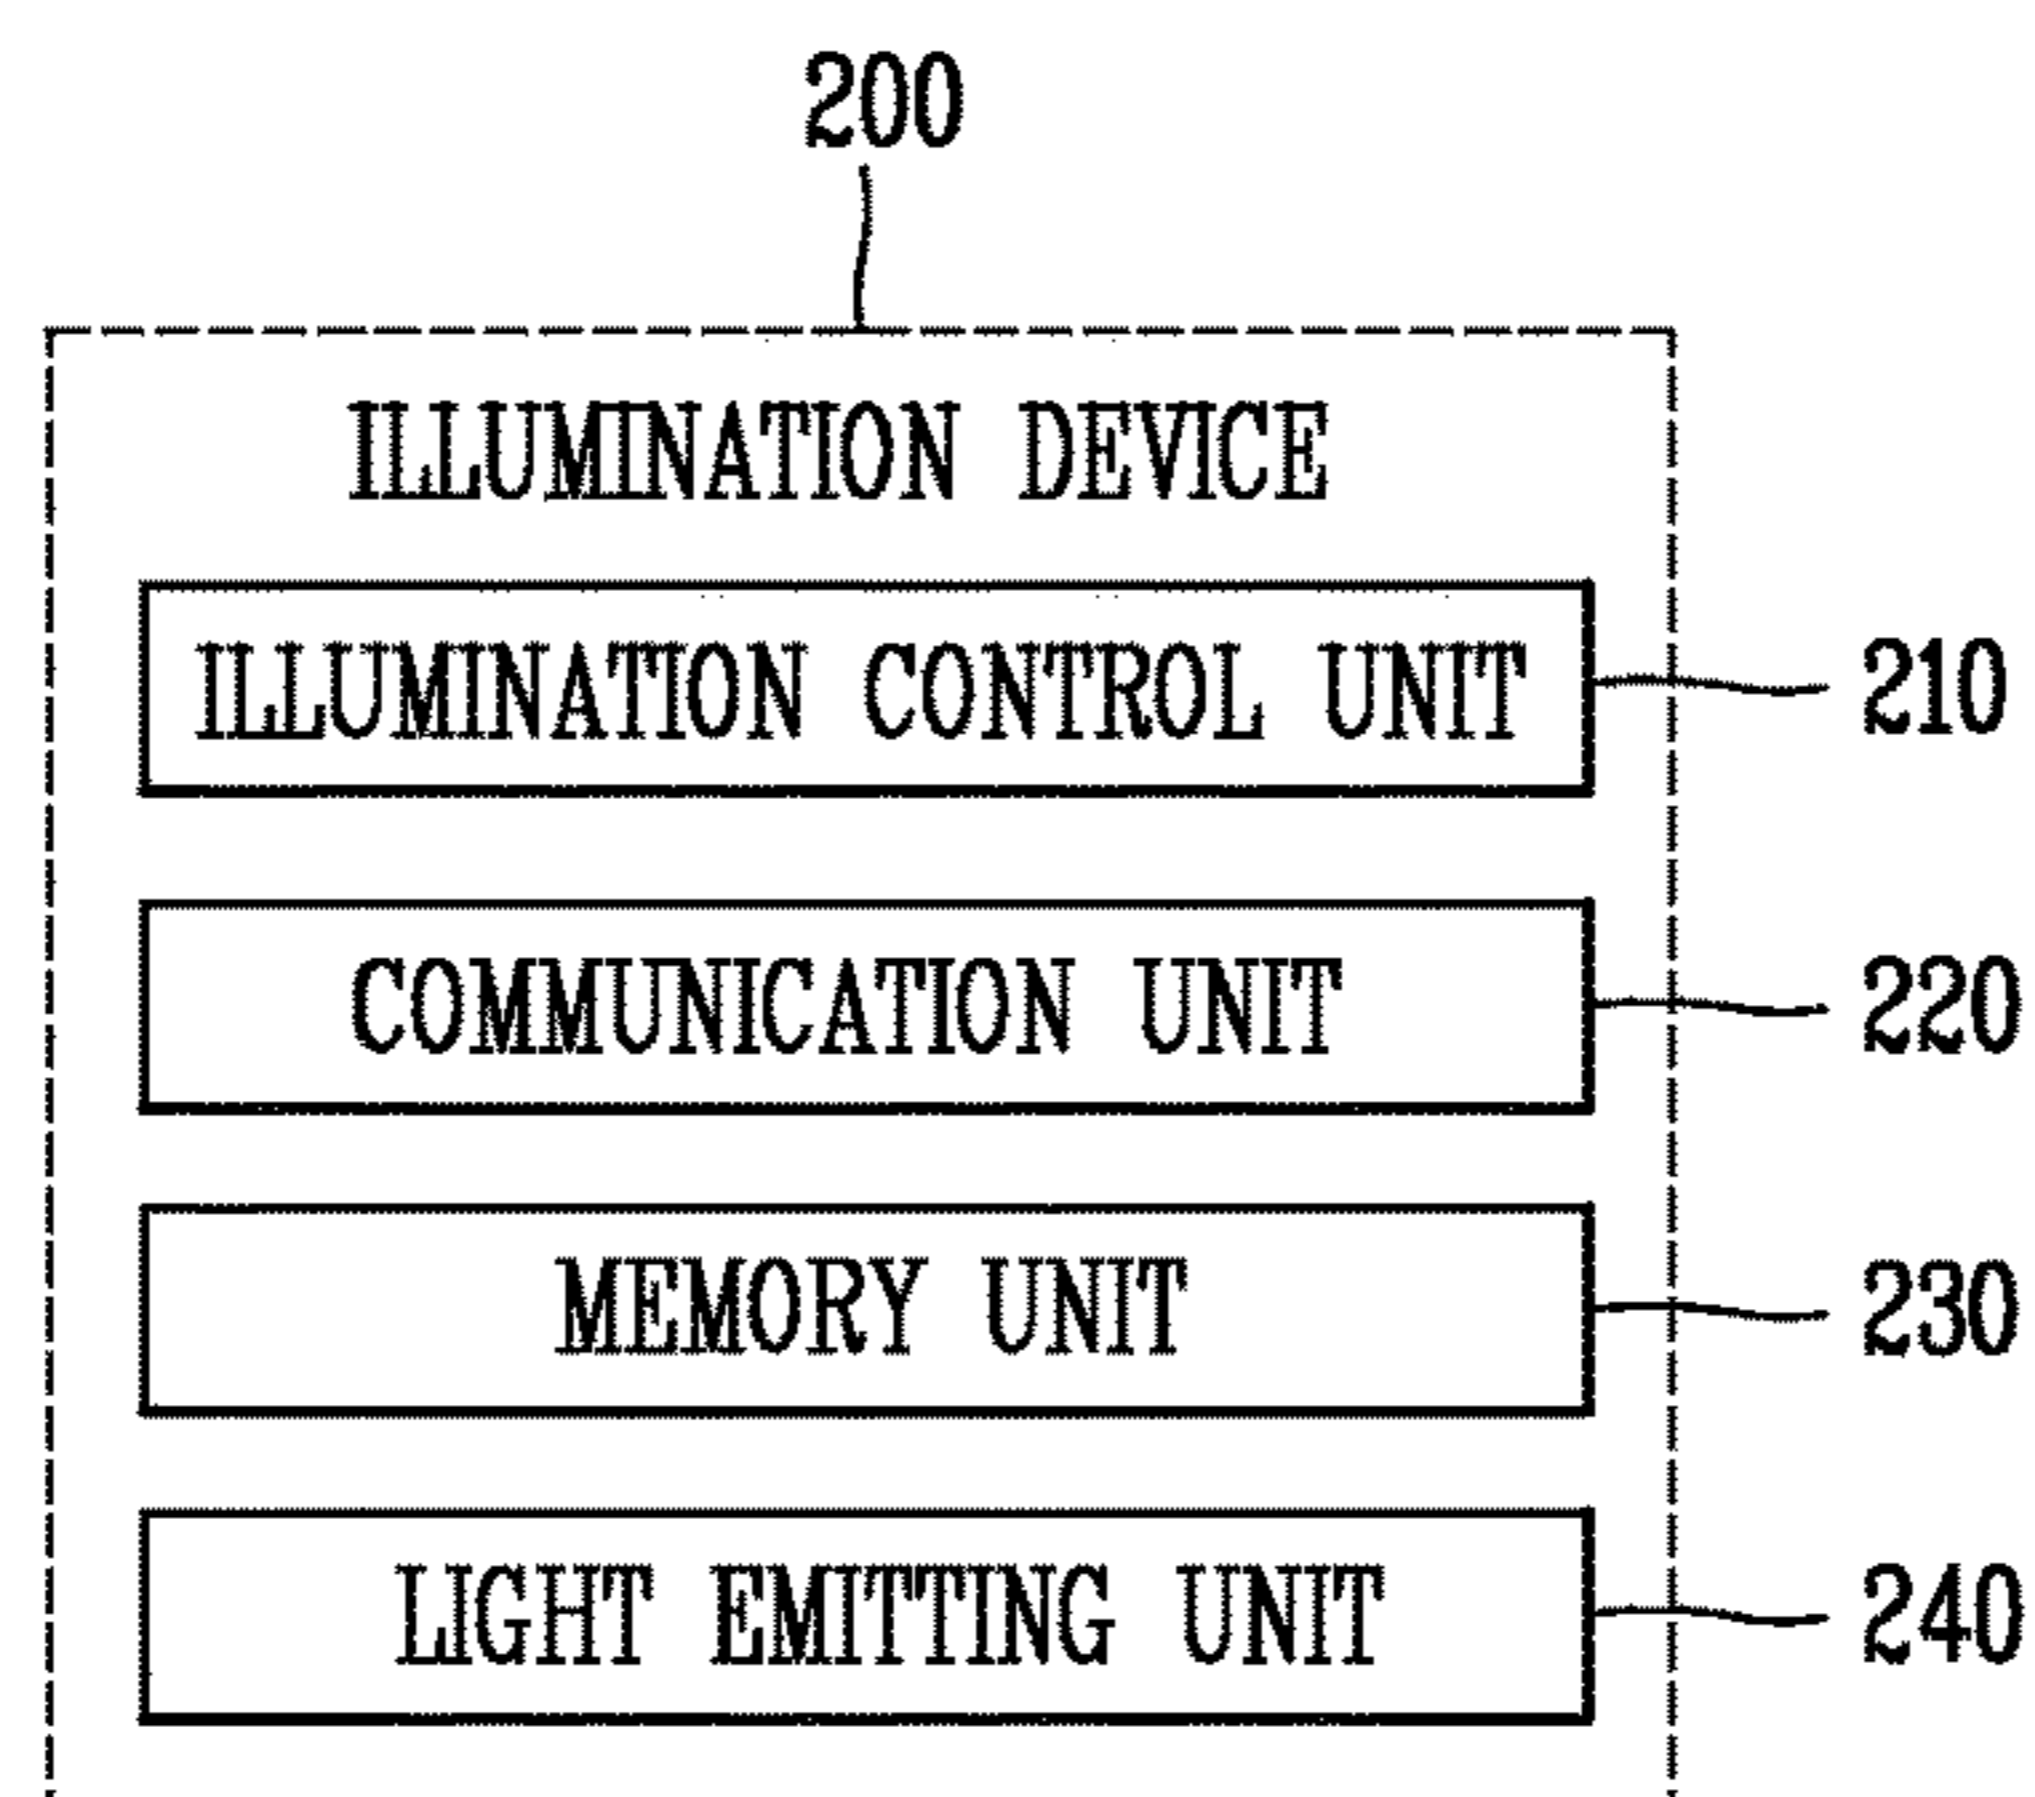 200
ILLUMINATION DEVICE
ILLUMINATION CONTROL UNIT 210
COMMUNICATION UNIT 220
MEMORY UNIT 230
LIGHT EMITTING UNIT 240